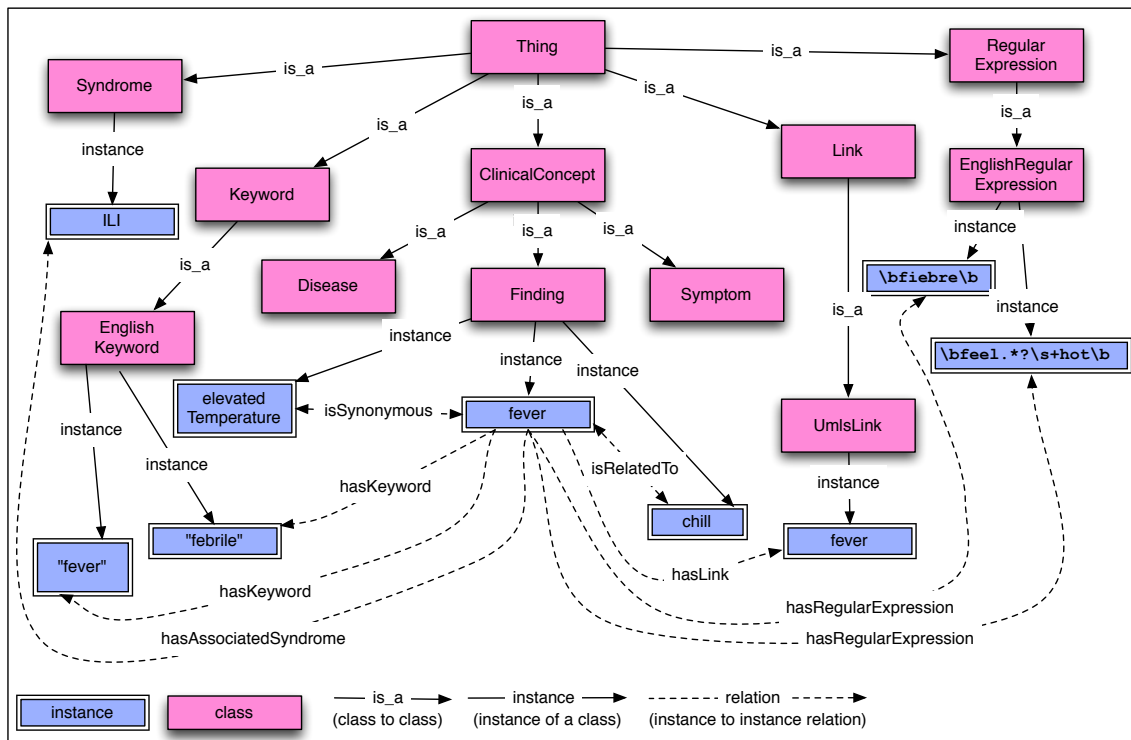 Thing
Regular
Expression
is_a
is_a
Syndrome
is_a
is_a
is_a
is_a
is_a
instance
Link
ClinicalConcept
EnglishRegular
Expression
Keyword
ILI
instance
is_a
is_a
is_a
is_a
\bfiebre\b
Disease
Finding
Symptom
instance
is_a
English
Keyword
instance
\bfeel.*?\s+hot\b
instance
instance
elevated
Temperature
isSynonymous
fever
UmlsLink
instance
instance
isRelatedTo
instance
hasKeyword
chill
"febrile"
fever
"fever"
hasLink
hasKeyword
hasRegularExpression
hasAssociatedSyndrome
hasRegularExpression
instance
class
is_a
(class to class)
instance
(instance of a class)
relation
(instance to instance relation)